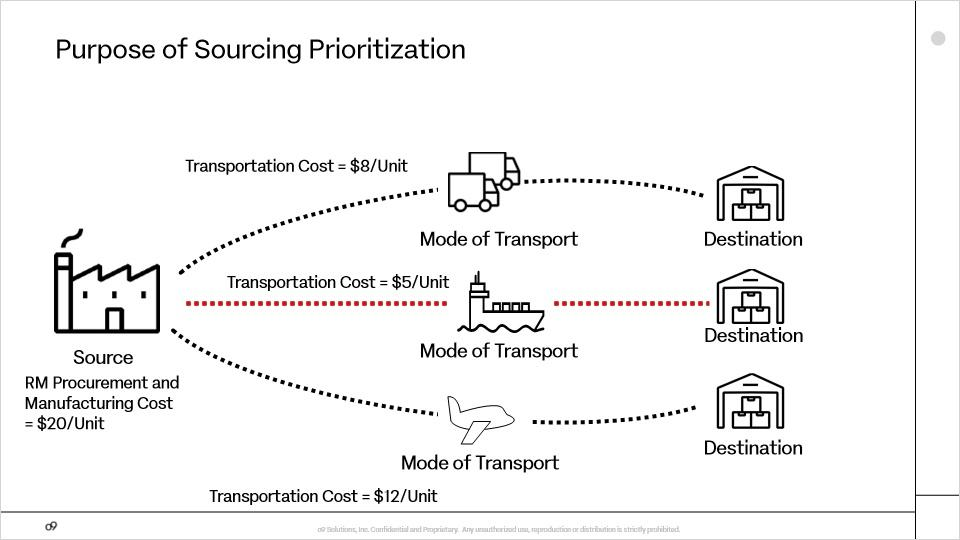 Purpose of Sourcing Prioritization
Transportation Cost = $8/Unit
Mode of Transport
Destination
Transportation Cost = $5/Unit
Mode of Transport
Destination
Source
RM Procurement and
Manufacturing Cost
= $20/Unit
Mode of Transport
Destination
Transportation Cost = $12/Unit
o9
o9 Solutions, Inc. Confidential and Proprietary. Any unauthorized use, reproduction or distribution is strictly prohibited.